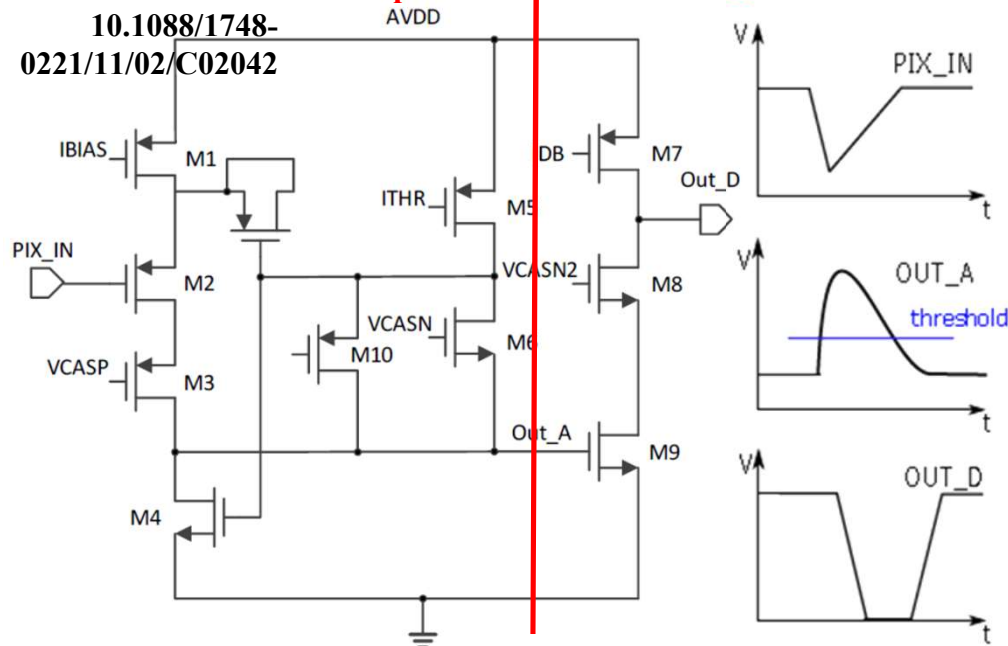 AVDD
10.1088/1748-
0221/11/02/C02042
V
PIX_IN
t
IBIAS
M1
ITHR
M5
DB
M7
Out_D
PIX_IN
M2
VCASN2
M8
V
OUT_A
threshold
t
VCASP
M3
M10
VCASN
M6
Out_A
M9
M4
V
OUT_D
t